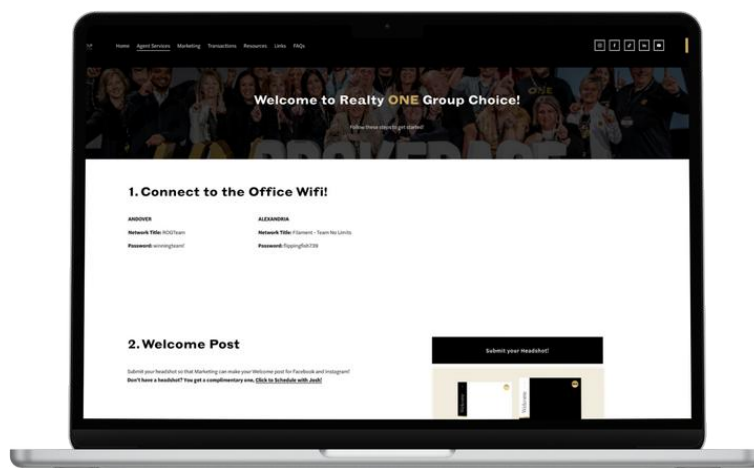 Home Agent Services Marketing Transactions Resources Links FAQs
Welcome to Realty ONE Group Choice!
Follow these steps to get started!
1. Connect to the Office Wifi!
ANDOVER ALEXANDRIA
Network Title: ROGTeam Network Title: Filament - Team No Limits
Password: winningteam! Password: flippingfish139
2. Welcome Post
Submit your Headshot!
Submit your headshot so that Marketing can make your Welcome post for Facebook and Instagram!
Don't have a headshot? You get a complimentary one, Click to Schedule with Josh!
Welcome
Welcome